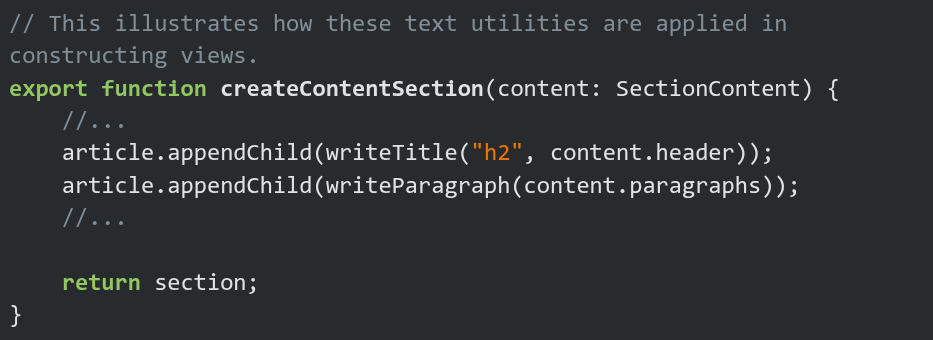 // This illustrates how these text utilities are applied in
constructing views.
export function createContentSection(content: SectionContent) {
    //...
    article.appendChild(writeTitle("h2", content.header));
    article.appendChild(writeParagraph(content.paragraphs));
    //...

    return section;
}